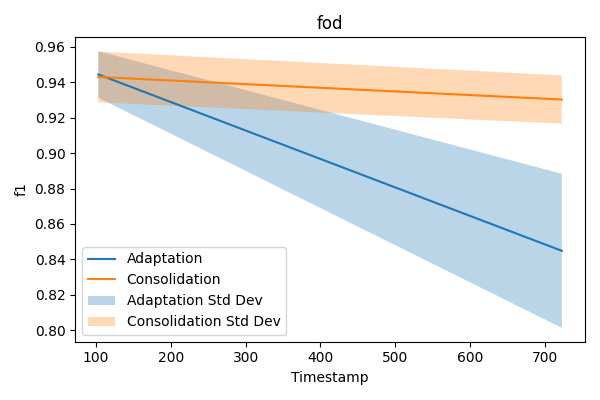 fod
0.96
0.94
0.92
0.90
0.88
0.86
0.84
0.82
0.80
f1
Adaptation
Consolidation
Adaptation Std Dev
Consolidation Std Dev
100 200 300 400 500 600 700
Timestamp